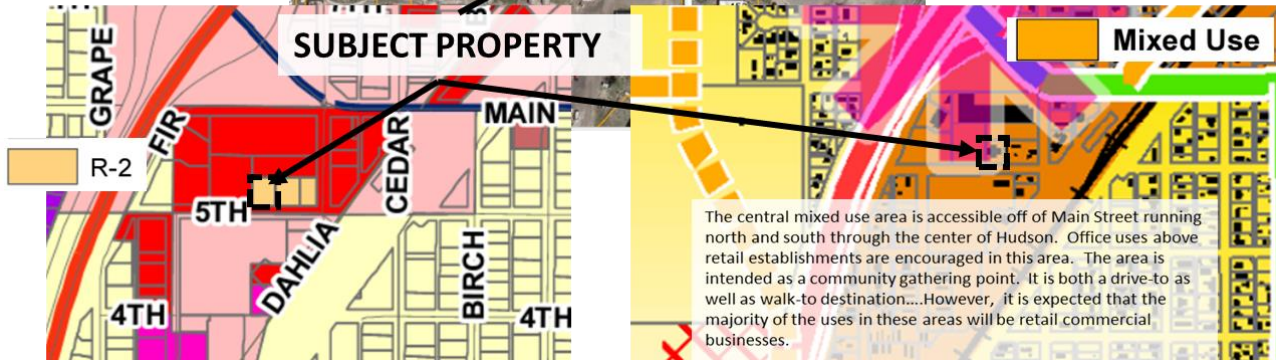 SUBJECT PROPERTY
Mixed Use
GRAPE
FIR
MAIN
CEDAR
R-2
5TH
DAHLIA
BIRCH
4TH
4TH
The central mixed use area is accessible off of Main Street running
north and south through the center of Hudson.  Office uses above
retail establishments are encouraged in this area.  The area is
intended as a community gathering point.  It is both a drive-to as
well as walk-to destination....However,  it is expected that the
majority of the uses in these areas will be retail commercial
businesses.